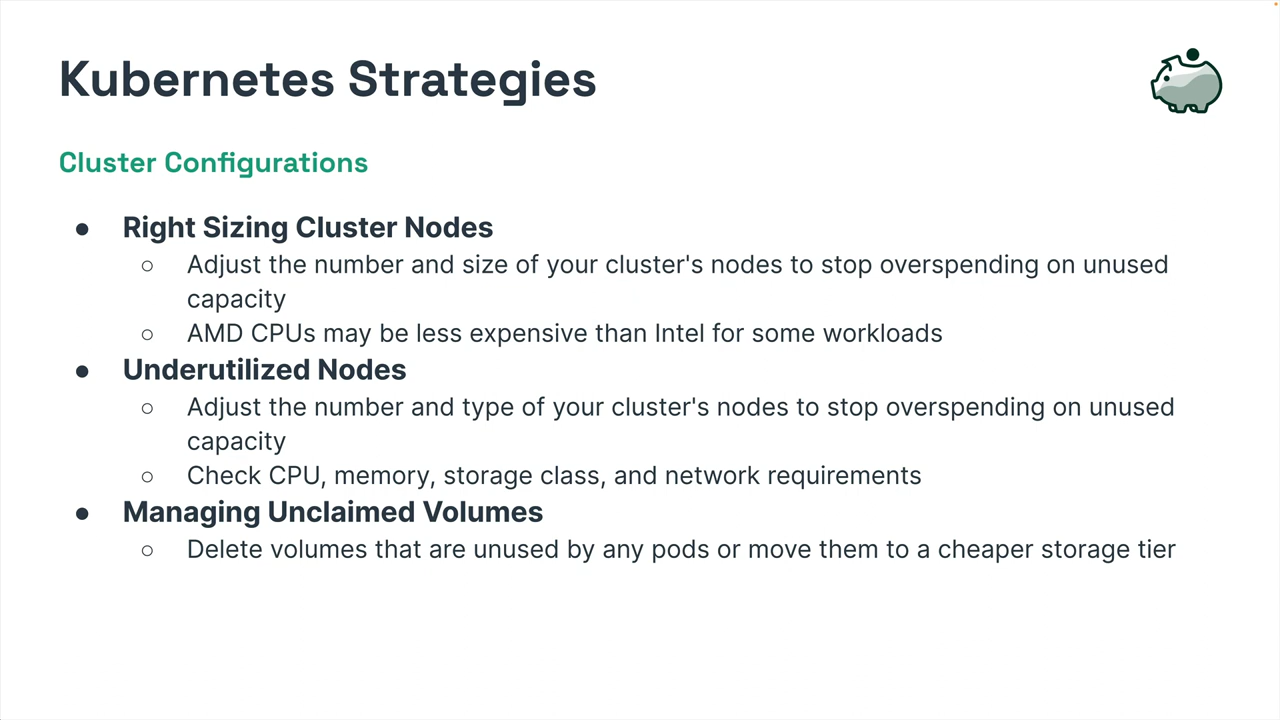 Kubernetes Strategies
Cluster Configurations
● Right Sizing Cluster Nodes
○ Adjust the number and size of your cluster's nodes to stop overspending on unused
capacity
○ AMD CPUs may be less expensive than Intel for some workloads
● Underutilized Nodes
○ Adjust the number and type of your cluster's nodes to stop overspending on unused
capacity
○ Check CPU, memory, storage class, and network requirements
● Managing Unclaimed Volumes
○ Delete volumes that are unused by any pods or move them to a cheaper storage tier